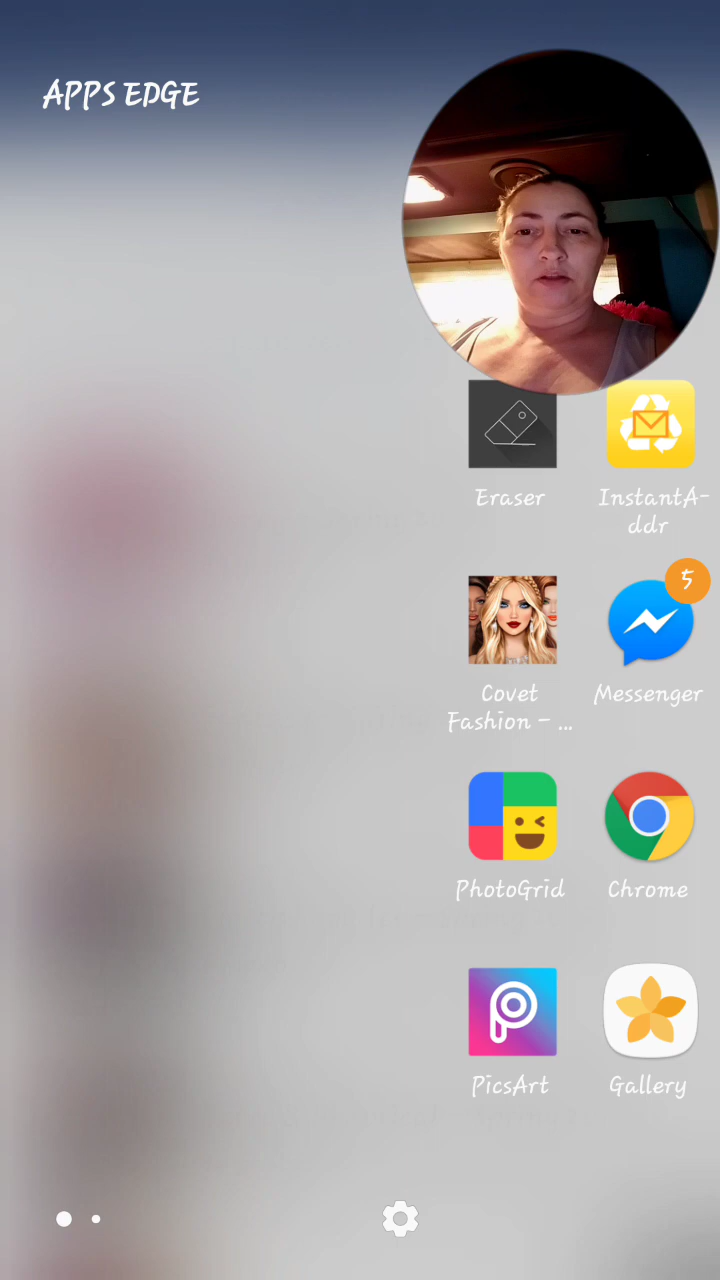 APPS EDGE
Eraser
InstantA-
ddr
5
Covet
Fashion - ...
Messenger
PhotoGrid
Chrome
PicsArt
Gallery